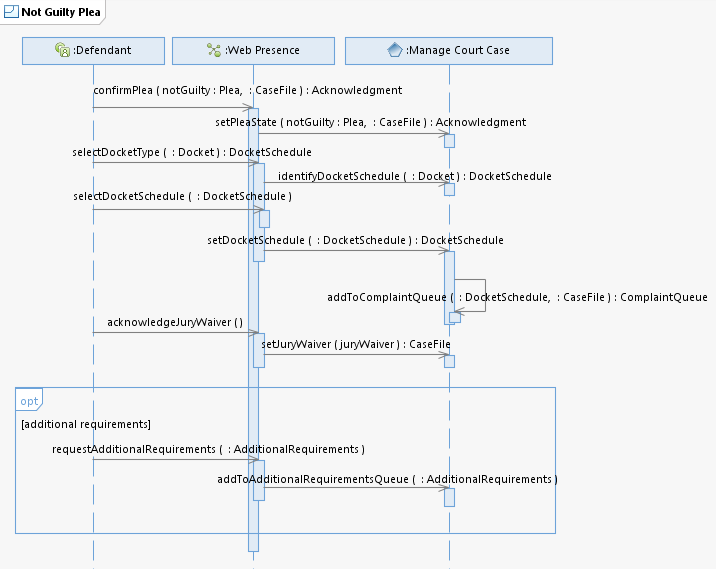 Not Guilty Plea
:Defendant
:Web Presence
:Manage Court Case
confirmPlea ( notGuilty : Plea,  : CaseFile ) : Acknowledgment
setPleaState ( notGuilty : Plea,  : CaseFile ) : Acknowledgment
selectDocketType (  : Docket ) : DocketSchedule
identifyDocketSchedule (  : Docket ) : DocketSchedule
selectDocketSchedule (  : DocketSchedule )
setDocketSchedule (  : DocketSchedule ) : DocketSchedule
addToComplaintQueue (  : DocketSchedule,  : CaseFile ) : ComplaintQueue
acknowledgeJuryWaiver ( )
setJuryWaiver ( juryWaiver ) : CaseFile
opt
[additional requirements]
requestAdditionalRequirements (  : AdditionalRequirements )
addToAdditionalRequirementsQueue (  : AdditionalRequirements )